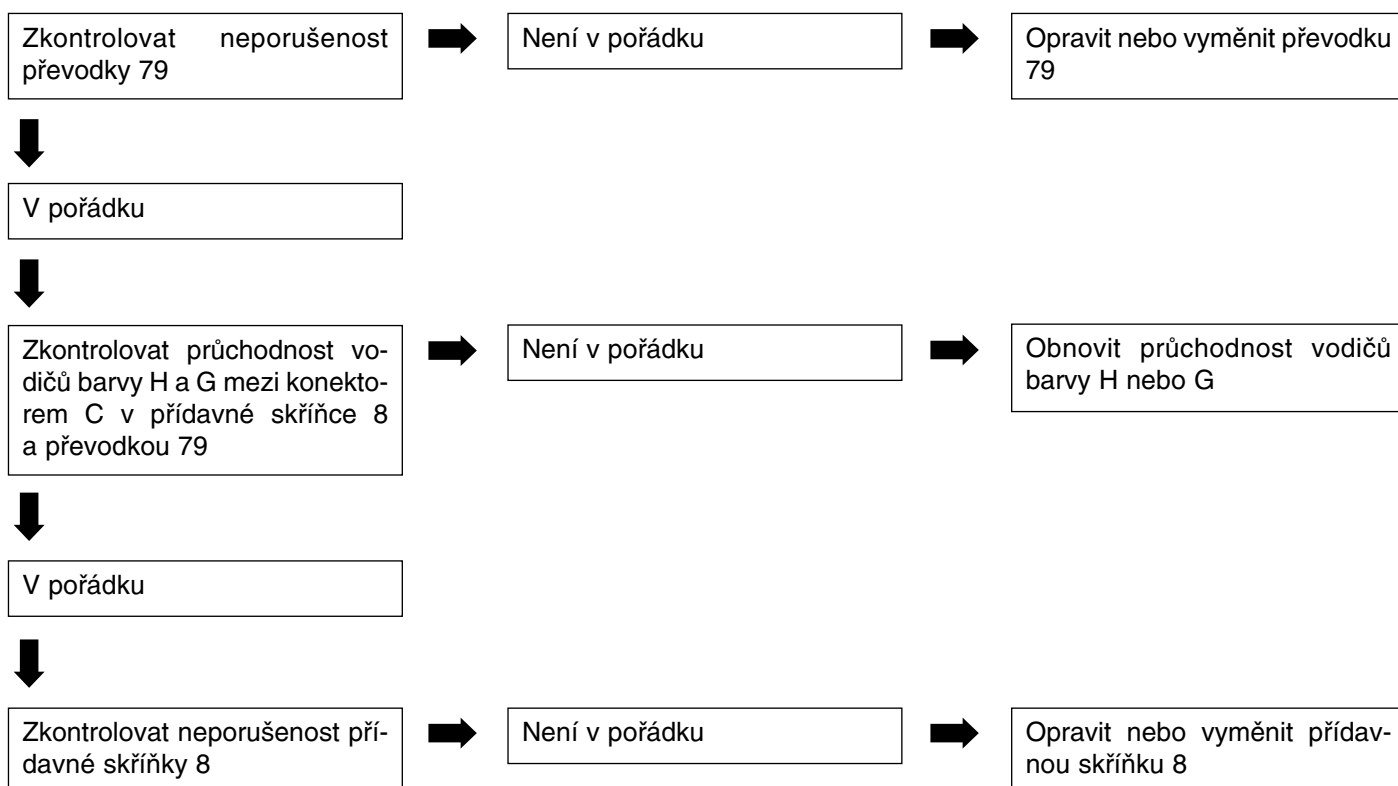 Zkontrolovat neporušenost
převodky 79
Není v pořádku
Opravit nebo vyměnit převodku
79
V pořádku
Zkontrolovat průchodnost vo-
dičů barvy H a G mezi konekto-
rem C v přídavné skříňce 8
a převodkou 79
Není v pořádku
Obnovit průchodnost vodičů
barvy H nebo G
V pořádku
Zkontrolovat neporušenost pří-
davné skříňky 8
Není v pořádku
Opravit nebo vyměnit přídav-
nou skříňku 8